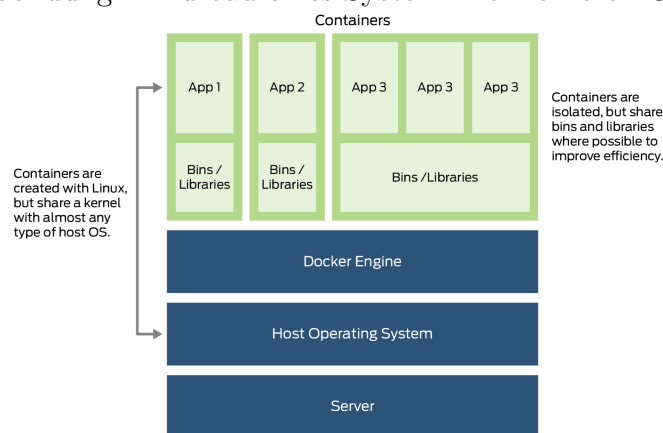 Containers
App 1
App 2
App 3
App 3
App 3
Containers are
isolated, but share
bins and libraries
where possible to
improve efficiency.
Bins /
Libraries
Bins /
Libraries
Bins /Libraries
Containers are
created with Linux,
but share a kernel
with almost any
type of host OS.
Docker Engine
Host Operating System
Server